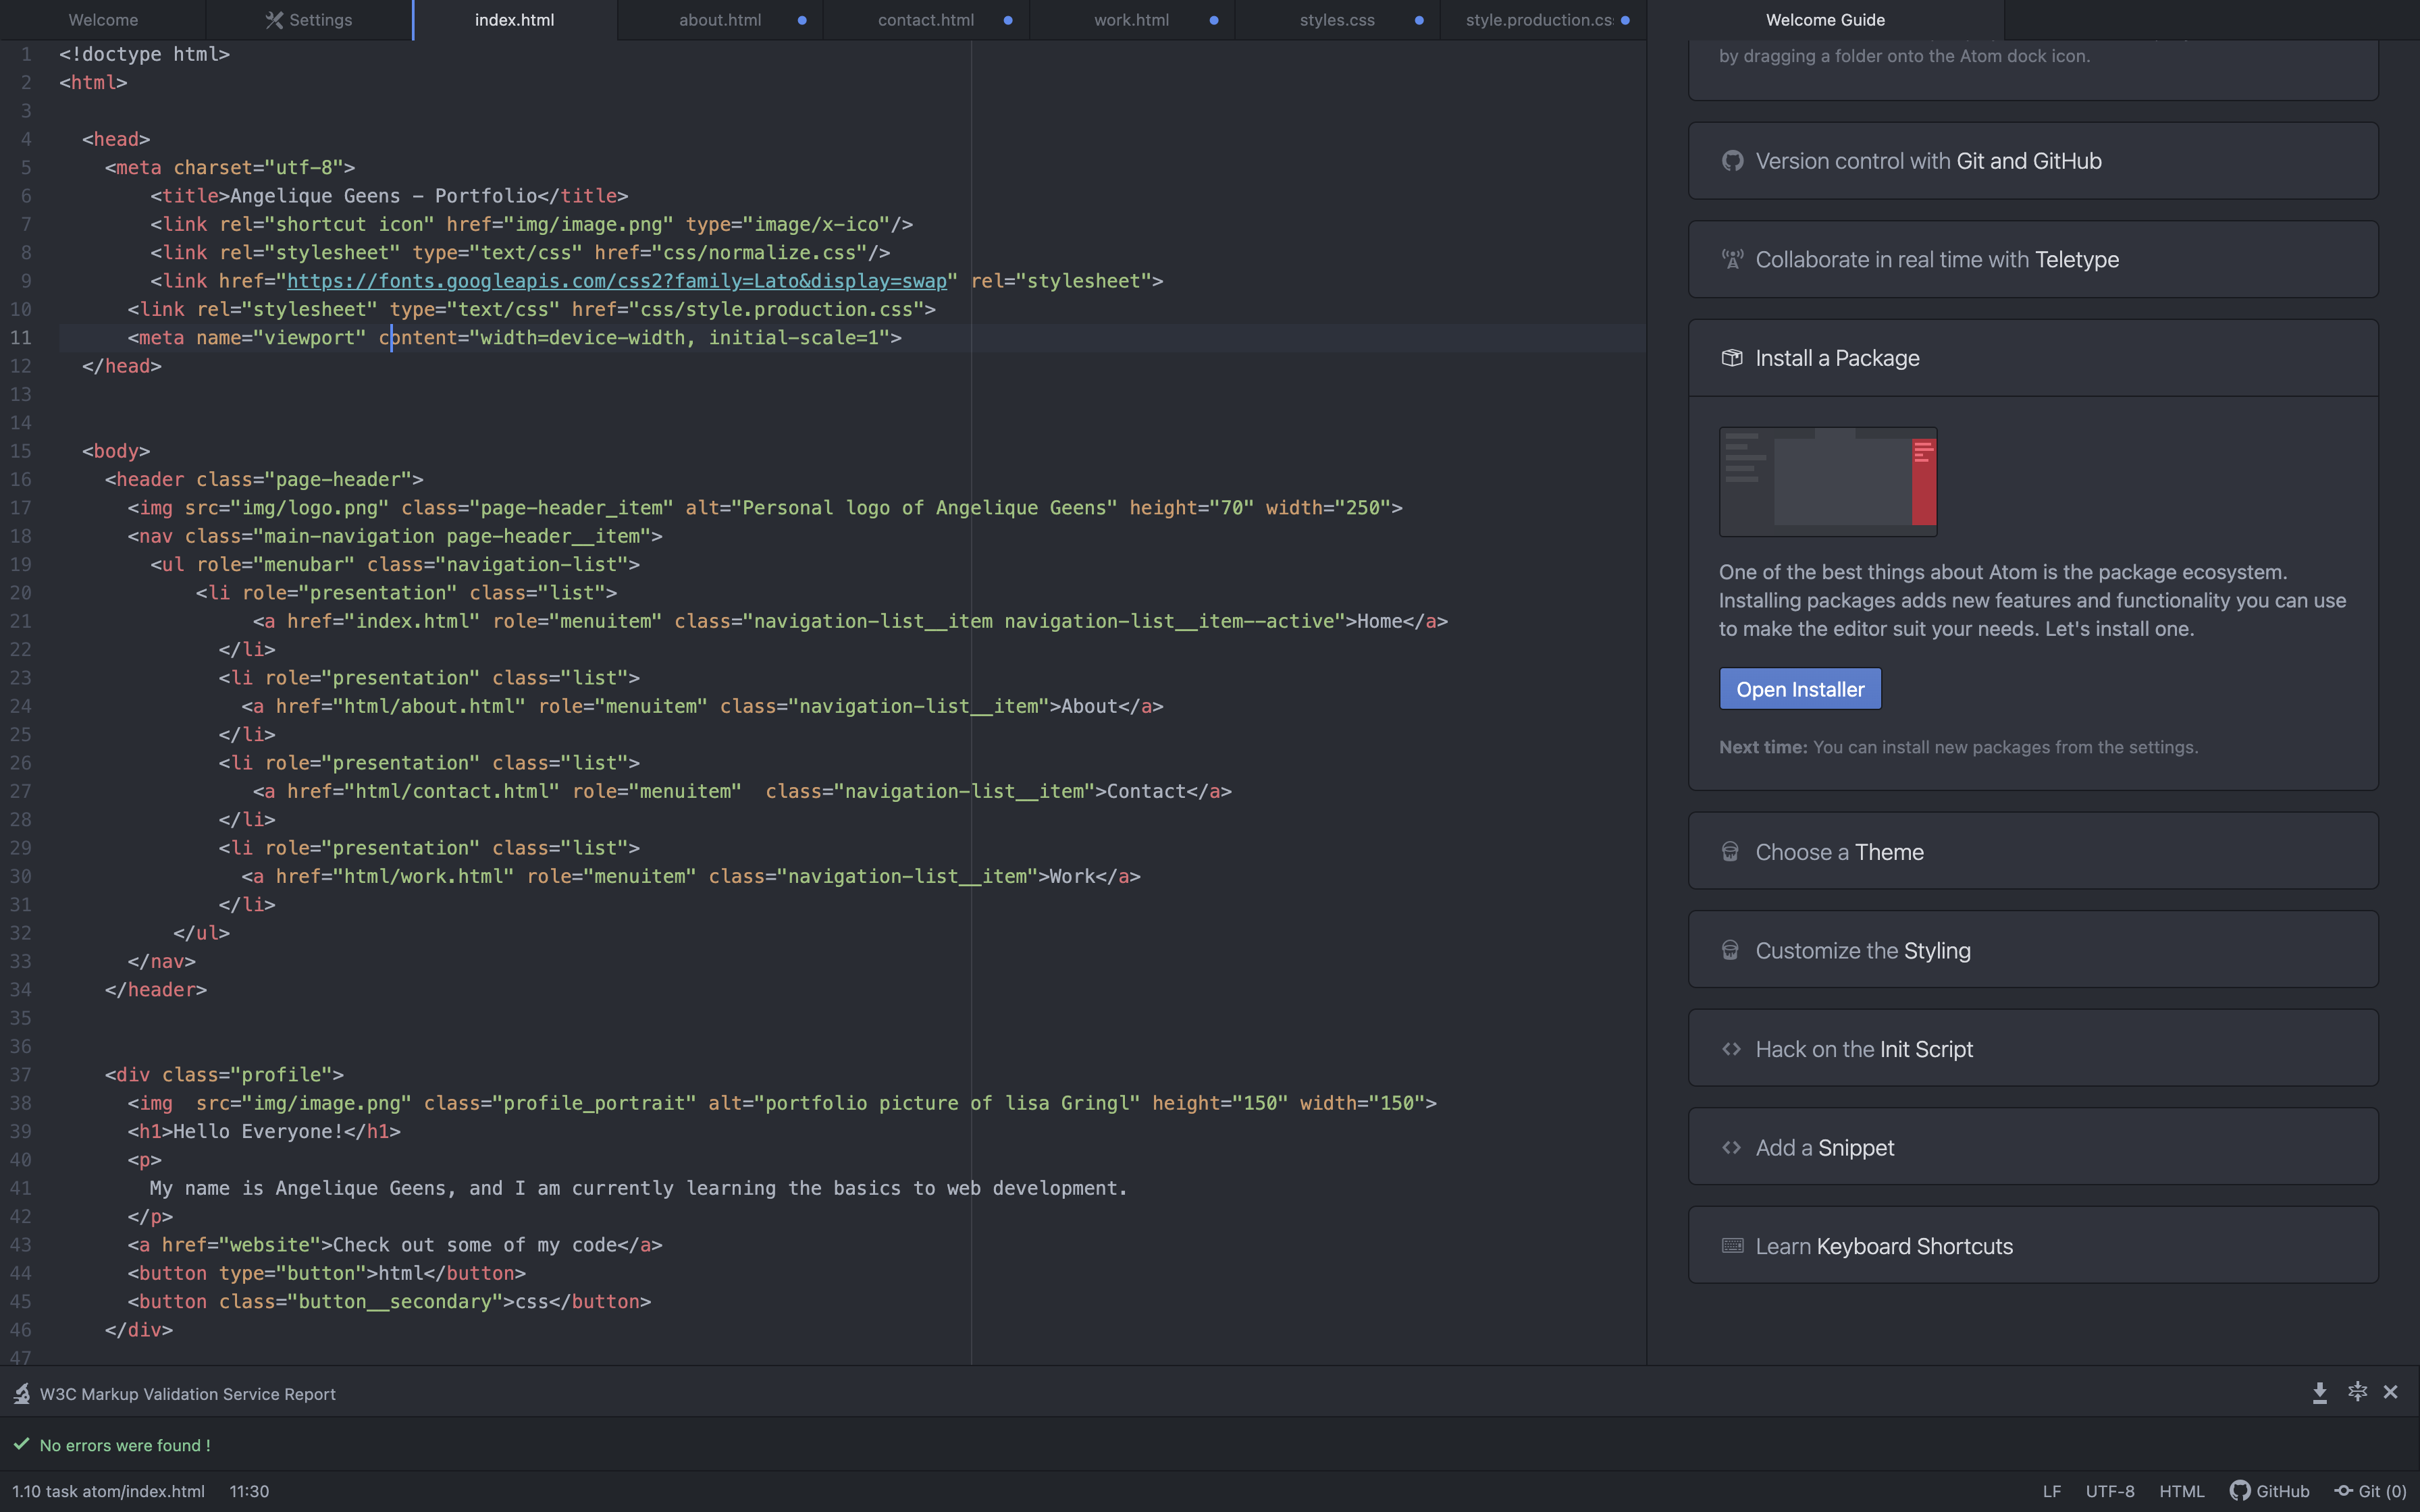 Welcome
Settings
index.html
about.html
contact.html
work.html
styles.css
style.production.cs
Welcome Guide
1 <!doctype html>
2 <html>
3
4 <head>
5 <meta charset="utf-8">
6 <title>Angelique Geens - Portfolio</title>
7 <link rel="shortcut icon" href="img/image.png" type="image/x-ico"/>
8 <link rel="stylesheet" type="text/css" href="css/normalize.css"/>
9 <link href="https://fonts.googleapis.com/css2?family=Lato&display=swap" rel="stylesheet">
10 <link rel="stylesheet" type="text/css" href="css/style.production.css">
11 <meta name="viewport" content="width=device-width, initial-scale=1">
12 </head>
13
14
15 <body>
16 <header class="page-header">
17 <img src="img/logo.png" class="page-header_item" alt="Personal logo of Angelique Geens" height="70" width="250">
18 <nav class="main-navigation page-header__item">
19 <ul role="menubar" class="navigation-list">
20 <li role="presentation" class="list">
21 <a href="index.html" role="menuitem" class="navigation-list__item navigation-list__item--active">Home</a>
22 </li>
23 <li role="presentation" class="list">
24 <a href="html/about.html" role="menuitem" class="navigation-list__item">About</a>
25 </li>
26 <li role="presentation" class="list">
27 <a href="html/contact.html" role="menuitem"  class="navigation-list__item">Contact</a>
28 </li>
29 <li role="presentation" class="list">
30 <a href="html/work.html" role="menuitem" class="navigation-list__item">Work</a>
31 </li>
32 </ul>
33 </nav>
34 </header>
35
36
37 <div class="profile">
38 <img  src="img/image.png" class="profile_portrait" alt="portfolio picture of lisa Gringl" height="150" width="150">
39 <h1>Hello Everyone!</h1>
40 <p>
41 My name is Angelique Geens, and I am currently learning the basics to web development.
42 </p>
43 <a href="website">Check out some of my code</a>
44 <button type="button">html</button>
45 <button class="button__secondary">css</button>
46 </div>
47
by dragging a folder onto the Atom dock icon.
Version control with Git and GitHub
Collaborate in real time with Teletype
Install a Package
One of the best things about Atom is the package ecosystem.
Installing packages adds new features and functionality you can use
to make the editor suit your needs. Let's install one.
Open Installer
Next time: You can install new packages from the settings.
Choose a Theme
Customize the Styling
Hack on the Init Script
Add a Snippet
Learn Keyboard Shortcuts
W3C Markup Validation Service Report
No errors were found !
1.10 task atom/index.html 11:30
LF UTF-8 HTML GitHub Git (0)